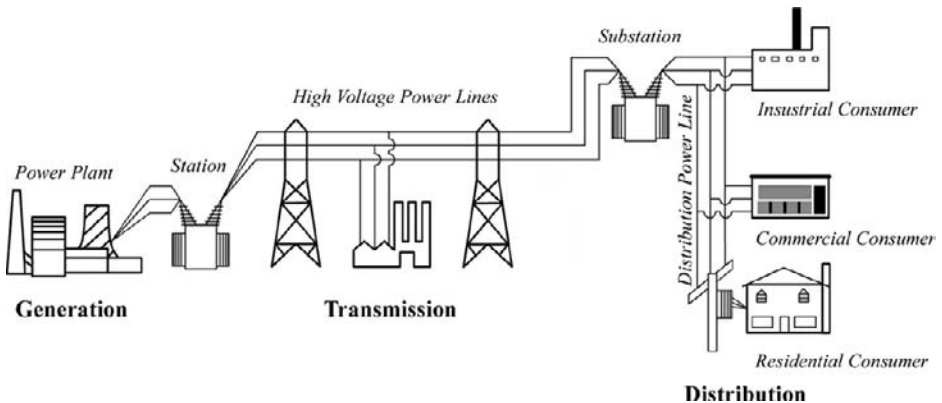 Substation
High Voltage Power Lines
Insustrial Consumer
Station
Power Plant
Distribution Power Line
Commercial Consumer
Generation
Transmission
Residential Consumer
Distribution